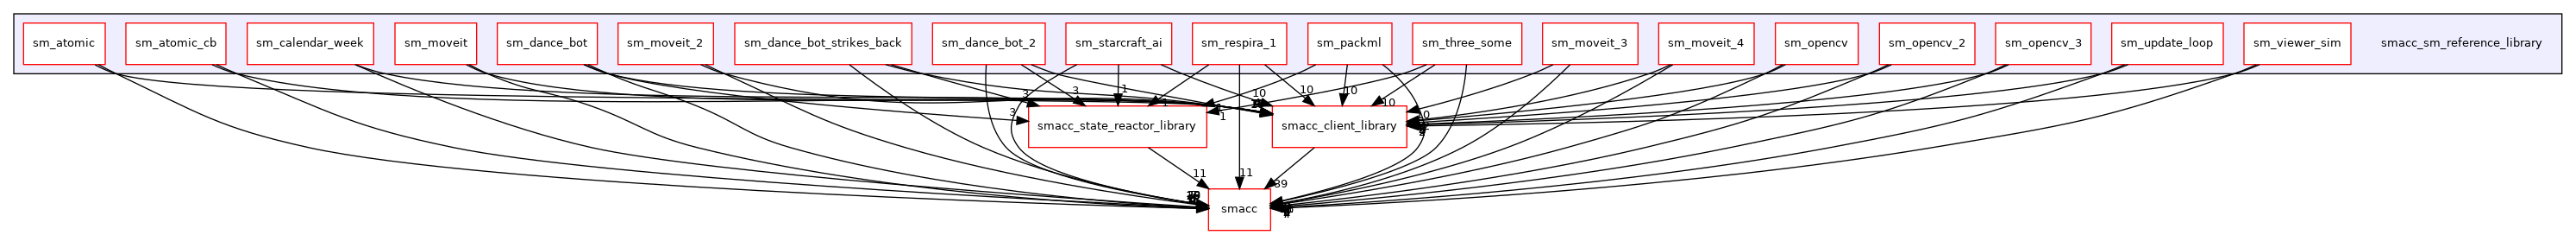 sm_atomic
sm_atomic_cb
sm_calendar_week
sm_moveit
sm_dance_bot
sm_moveit_2
sm_dance_bot_strikes_back
sm_dance_bot_2
sm_starcraft_ai
sm_respira_1
sm_packml
sm_three_some
sm_moveit_3
sm_moveit_4
sm_opencv
sm_opencv_2
sm_opencv_3
sm_update_loop
sm_viewer_sim
smacc_sm_reference_library
3
3
1
10
10
10
10
3
1
1
smacc_state_reactor_library
smacc_client_library
11
11
89
smacc